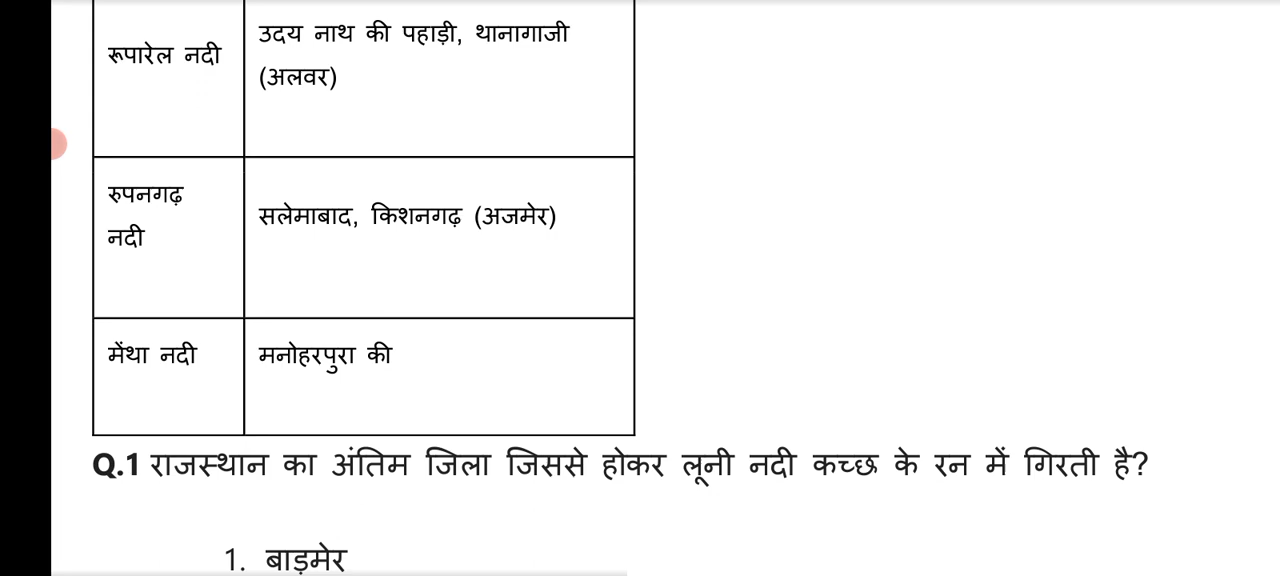 रूपारेल नदी
उदय नाथ की पहाड़ी, थानागाजी
(अलवर)
रुपनगढ़
नदी
सलेमाबाद, किशनगढ़ (अजमेर)
मेंथा नदी
मनोहरपुरा की
Q.1 राजस्थान का अंतिम जिला जिससे होकर लूनी नदी कच्छ के रन में गिरती है?
1. बाड़मेर